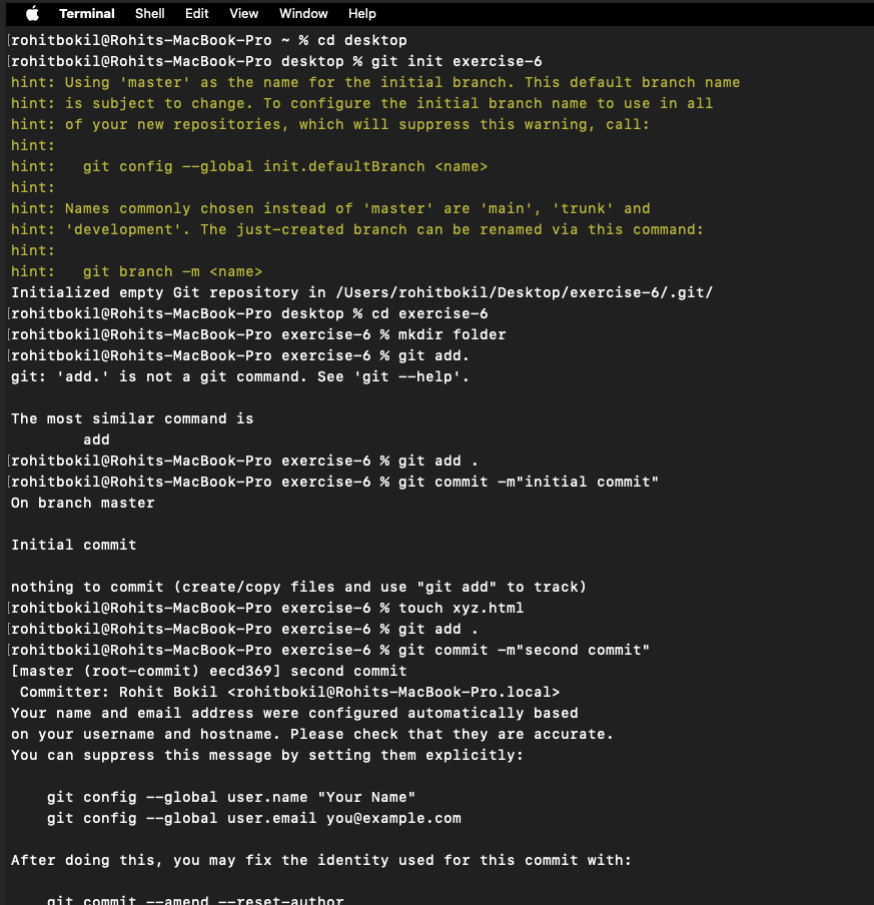 Terminal Shell Edit View Window Help
[rohitbokil@Rohits-MacBook-Pro ~ % cd desktop
[rohitbokil@Rohits-MacBook-Pro desktop % git init exercise-6
hint: Using 'master' as the name for the initial branch. This default branch name
hint: is subject to change. To configure the initial branch name to use in all
hint: of your new repositories, which will suppress this warning, call:
hint:
hint:   git config --global init.defaultBranch <name>
hint:
hint: Names commonly chosen instead of 'master' are 'main', 'trunk' and
hint: 'development'. The just-created branch can be renamed via this command:
hint:
hint:   git branch -m <name>
Initialized empty Git repository in /Users/rohitbokil/Desktop/exercise-6/.git/
[rohitbokil@Rohits-MacBook-Pro desktop % cd exercise-6
[rohitbokil@Rohits-MacBook-Pro exercise-6 % mkdir folder
[rohitbokil@Rohits-MacBook-Pro exercise-6 % git add.
git: 'add.' is not a git command. See 'git --help'.

The most similar command is
        add
[rohitbokil@Rohits-MacBook-Pro exercise-6 % git add .
[rohitbokil@Rohits-MacBook-Pro exercise-6 % git commit -m"initial commit"
On branch master

Initial commit

nothing to commit (create/copy files and use "git add" to track)
[rohitbokil@Rohits-MacBook-Pro exercise-6 % touch xyz.html
[rohitbokil@Rohits-MacBook-Pro exercise-6 % git add .
[rohitbokil@Rohits-MacBook-Pro exercise-6 % git commit -m"second commit"
[master (root-commit) eecd369] second commit
 Committer: Rohit Bokil <rohitbokil@Rohits-MacBook-Pro.local>
Your name and email address were configured automatically based
on your username and hostname. Please check that they are accurate.
You can suppress this message by setting them explicitly:

    git config --global user.name "Your Name"
    git config --global user.email you@example.com

After doing this, you may fix the identity used for this commit with:

    git commit --amend --reset-author